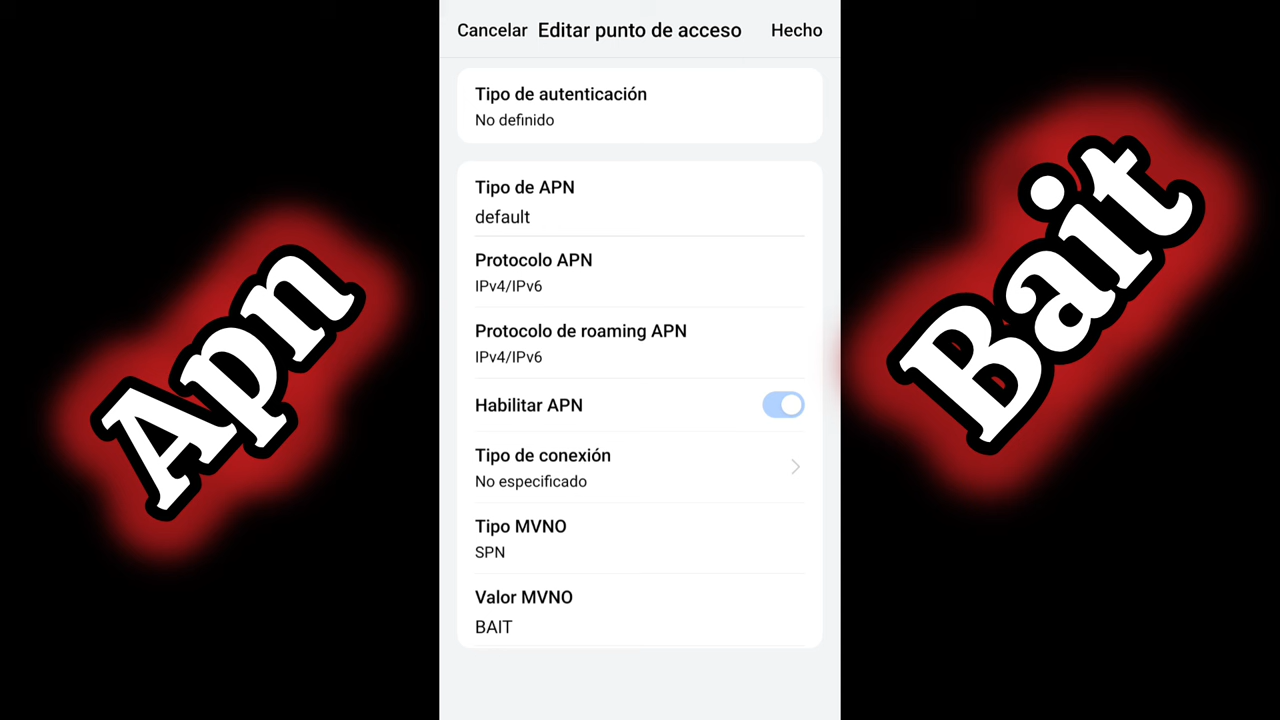 Cancelar Editar punto de acceso Hecho
Tipo de autenticación
No definido
Tipo de APN
default
Protocolo APN
IPv4/IPv6
Protocolo de roaming APN
IPv4/IPv6
Habilitar APN
Tipo de conexión
No especificado
Tipo MVNO
SPN
Valor MVNO
BAIT
Apn
Bait